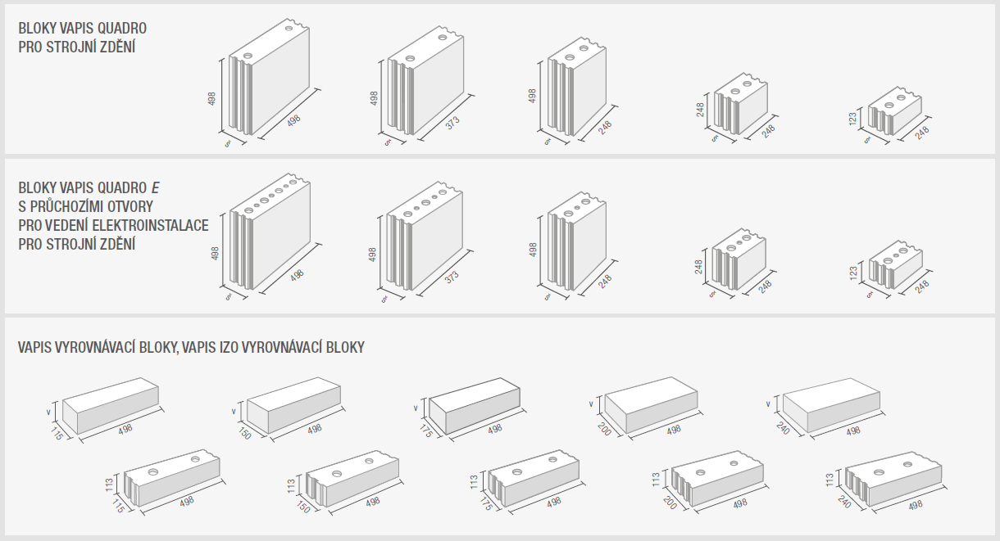 BLOKY VAPIS QUADRO
PRO STROJNÍ ZDĚNÍ
498 š* 498
498 š* 373
498 š* 248
248 š* 248
123 š* 248
BLOKY VAPIS QUADRO E
S PRŮCHOZÍMI OTVORY
PRO VEDENÍ ELEKTROINSTALACE
PRO STROJNÍ ZDĚNÍ
498 š* 498
498 š* 373
498 š* 248
248 š* 248
123 š* 248
VAPIS VYROVNÁVACÍ BLOKY, VAPIS IZO VYROVNÁVACÍ BLOKY
v 115 498
v 150 498
v 175 498
v 200 498
v 240 498
113 115 498
113 150 498
113 175 498
113 200 498
113 240 498